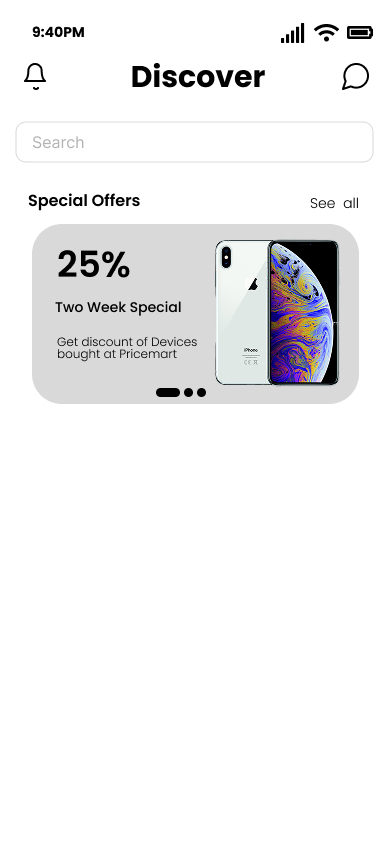 9:40PM
Discover
Search
Special Offers
See all
25%
Two Week Special
Get discount of Devices
bought at Pricemart
iPhone